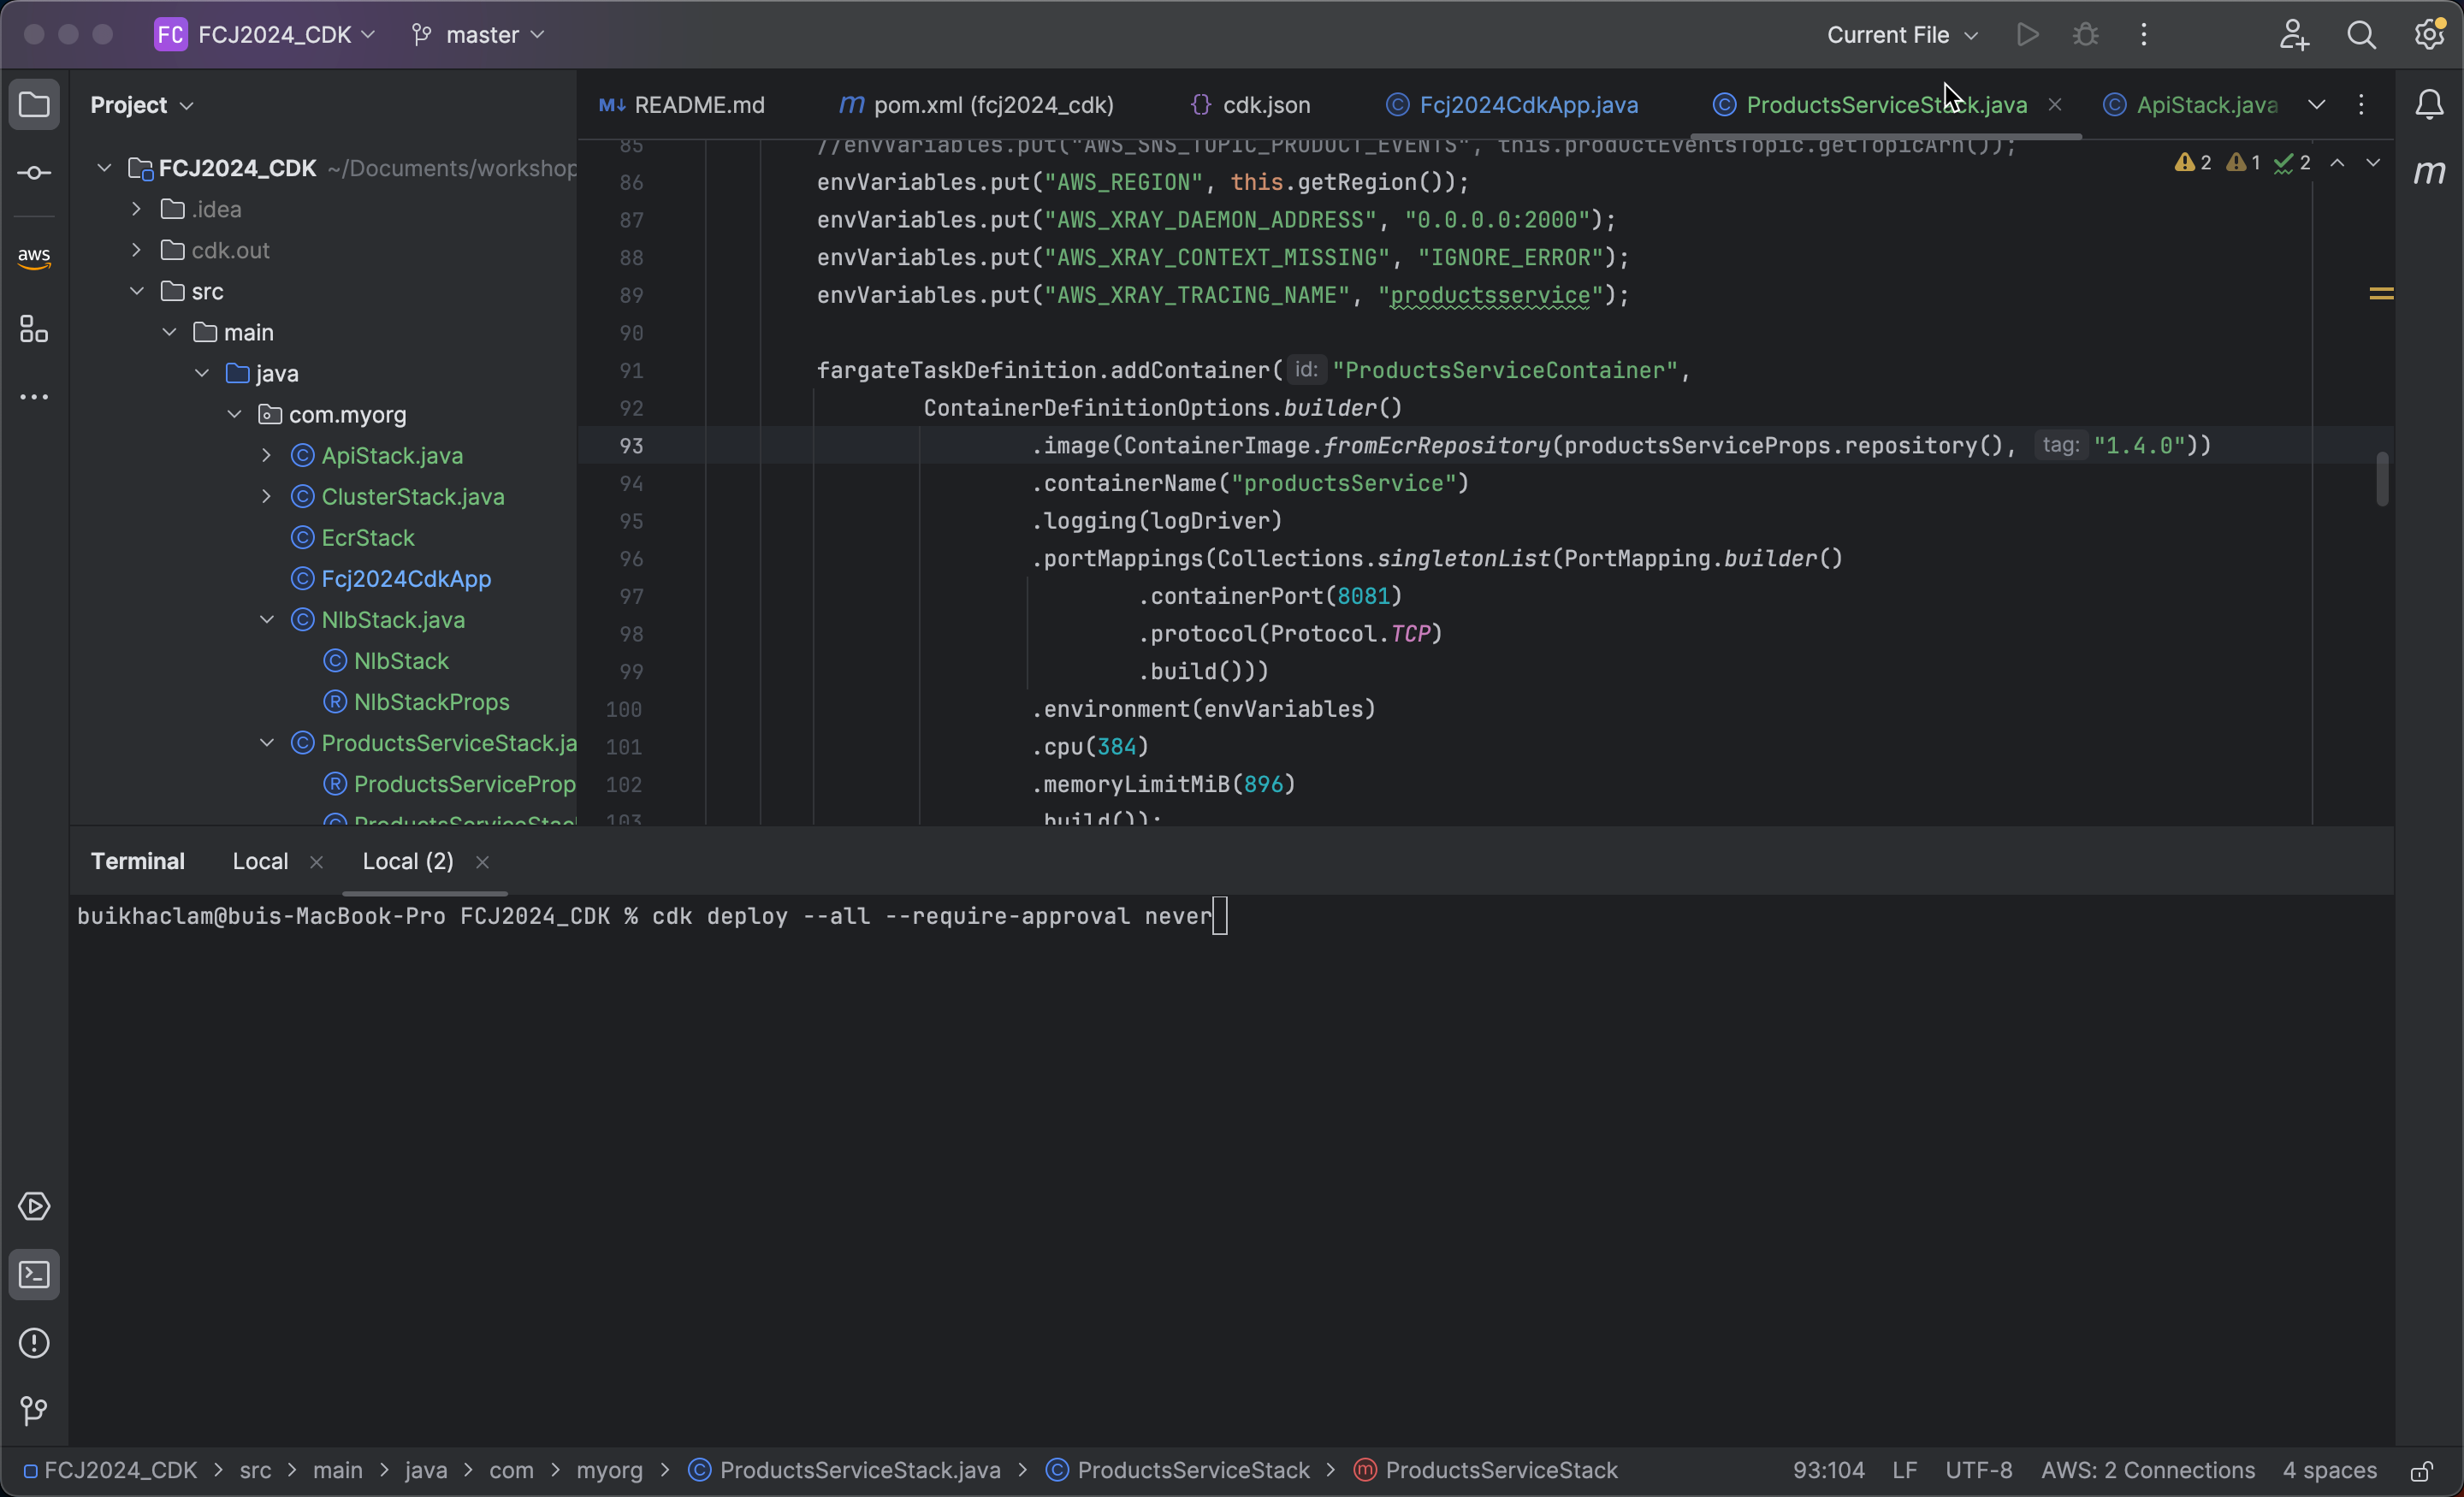 FC FCJ2024_CDK master Current File
Project
README.md
pom.xml (fcj2024_cdk)
cdk.json
Fcj2024CdkApp.java
ProductsServiceStack.java
ApiStack.java
aws
FCJ2024_CDK ~/Documents/workshop
.idea
cdk.out
src
main
java
com.myorg
ApiStack.java
ClusterStack.java
EcrStack
Fcj2024CdkApp
NlbStack.java
NlbStack
NlbStackProps
ProductsServiceStack.ja
ProductsServiceProp
ProductsServiceStac
2 1 2
85 //envVariables.put("AWS_SNS_TOPIC_PRODUCT_EVENTS", this.productEventsTopic.getTopicArn());
86 envVariables.put("AWS_REGION", this.getRegion());
87 envVariables.put("AWS_XRAY_DAEMON_ADDRESS", "0.0.0.0:2000");
88 envVariables.put("AWS_XRAY_CONTEXT_MISSING", "IGNORE_ERROR");
89 envVariables.put("AWS_XRAY_TRACING_NAME", "productsservice");
90
91 fargateTaskDefinition.addContainer( id: "ProductsServiceContainer",
92 ContainerDefinitionOptions.builder()
93 .image(ContainerImage.fromEcrRepository(productsServiceProps.repository(), tag: "1.4.0"))
94 .containerName("productsService")
95 .logging(logDriver)
96 .portMappings(Collections.singletonList(PortMapping.builder()
97 .containerPort(8081)
98 .protocol(Protocol.TCP)
99 .build()))
100 .environment(envVariables)
101 .cpu(384)
102 .memoryLimitMiB(896)
103 .build());
Terminal Local Local (2)
buikhaclam@buis-MacBook-Pro FCJ2024_CDK % cdk deploy --all --require-approval never
FCJ2024_CDK > src > main > java > com > myorg > ProductsServiceStack.java > ProductsServiceStack > ProductsServiceStack 93:104 LF UTF-8 AWS: 2 Connections 4 spaces